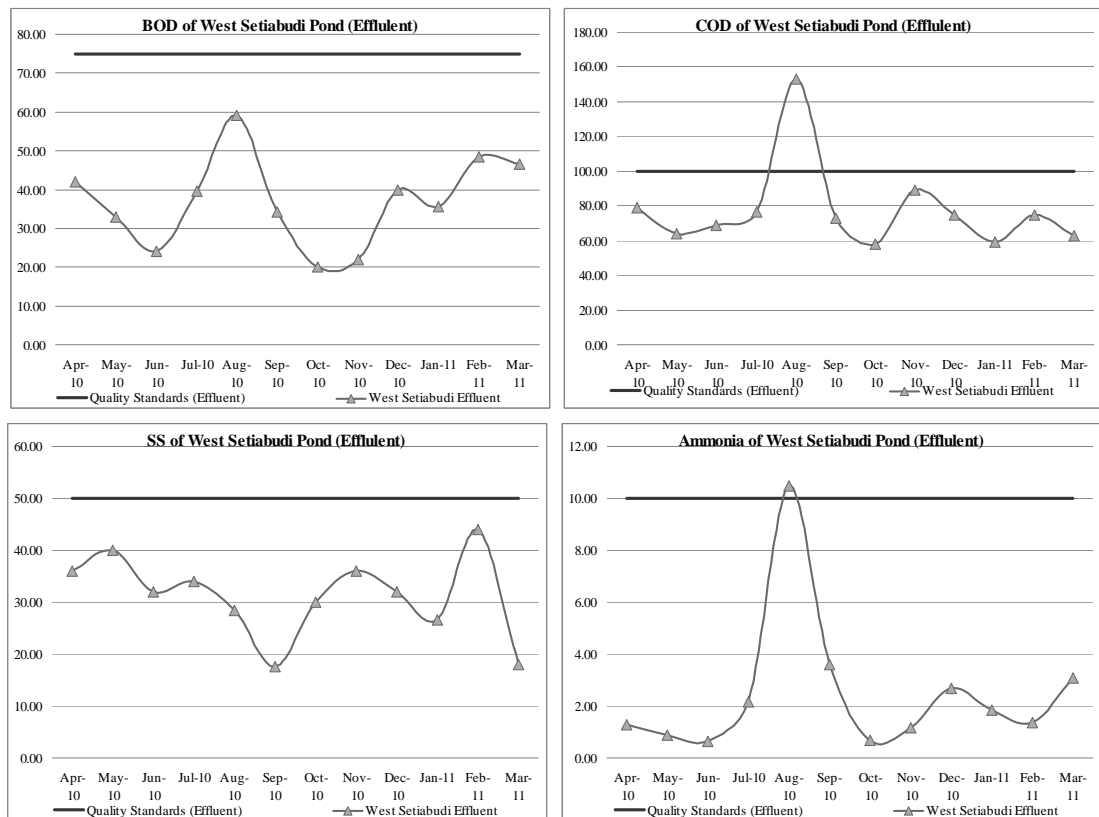 BOD of West Setiabudi Pond (Efflulent)
80.00
70.00
60.00
50.00
40.00
30.00
20.00
10.00
0.00
Apr-10 May-10 Jun-10 Jul-10 Aug-10 Sep-10 Oct-10 Nov-10 Dec-10 Jan-11 Feb-11 Mar-11
Quality Standards (Effluent) West Setiabudi Effluent
COD of West Setiabudi Pond (Efflulent)
180.00
160.00
140.00
120.00
100.00
80.00
60.00
40.00
20.00
0.00
Apr-10 May-10 Jun-10 Jul-10 Aug-10 Sep-10 Oct-10 Nov-10 Dec-10 Jan-11 Feb-11 Mar-11
Quality Standards (Effluent) West Setiabudi Effluent
SS of West Setiabudi Pond (Efflulent)
60.00
50.00
40.00
30.00
20.00
10.00
0.00
Apr-10 May-10 Jun-10 Jul-10 Aug-10 Sep-10 Oct-10 Nov-10 Dec-10 Jan-11 Feb-11 Mar-11
Quality Standards (Effluent) West Setiabudi Effluent
Ammonia of West Setiabudi Pond (Efflulent)
12.00
10.00
8.00
6.00
4.00
2.00
0.00
Apr-10 May-10 Jun-10 Jul-10 Aug-10 Sep-10 Oct-10 Nov-10 Dec-10 Jan-11 Feb-11 Mar-11
Quality Standards (Effluent) West Setiabudi Effluent